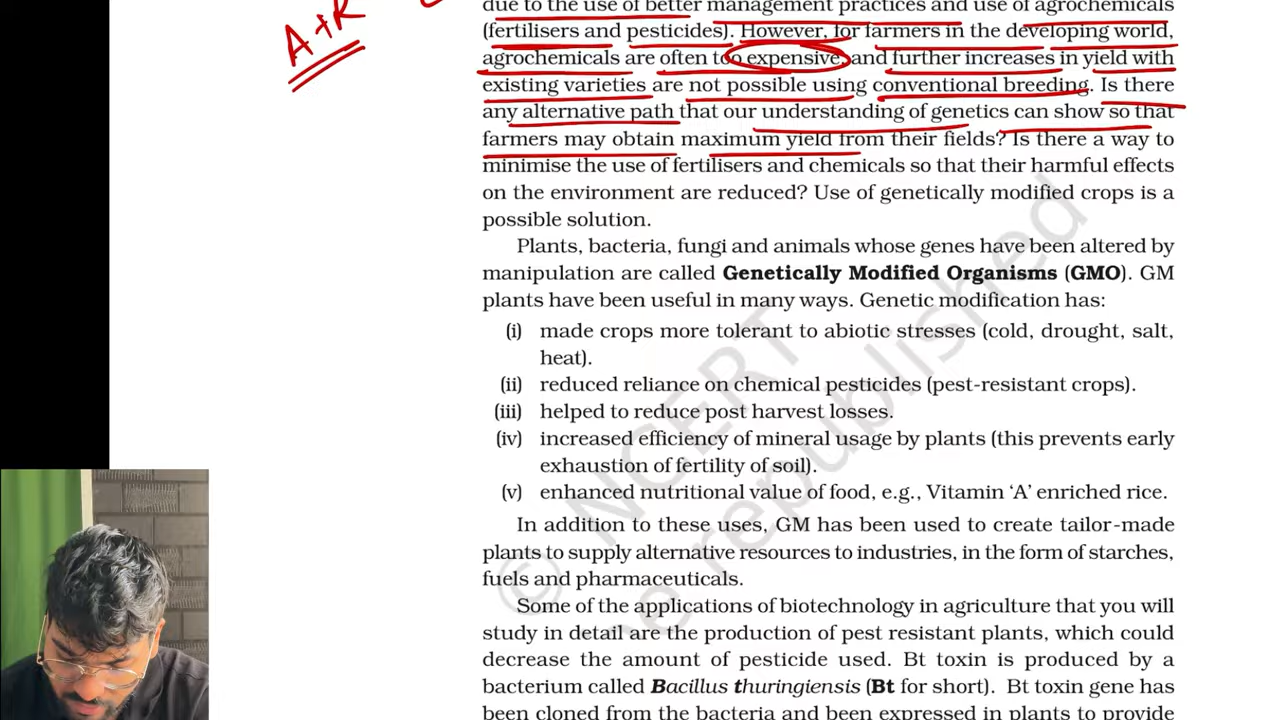 A+R
due to the use of better management practices and use of agrochemicals
(fertilisers and pesticides). However, for farmers in the developing world,
agrochemicals are often too expensive, and further increases in yield with
existing varieties are not possible using conventional breeding. Is there
any alternative path that our understanding of genetics can show so that
farmers may obtain maximum yield from their fields? Is there a way to
minimise the use of fertilisers and chemicals so that their harmful effects
on the environment are reduced? Use of genetically modified crops is a
possible solution.
Plants, bacteria, fungi and animals whose genes have been altered by
manipulation are called Genetically Modified Organisms (GMO). GM
plants have been useful in many ways. Genetic modification has:
(i) made crops more tolerant to abiotic stresses (cold, drought, salt,
heat).
(ii) reduced reliance on chemical pesticides (pest-resistant crops).
(iii) helped to reduce post harvest losses.
(iv) increased efficiency of mineral usage by plants (this prevents early
exhaustion of fertility of soil).
(v) enhanced nutritional value of food, e.g., Vitamin ‘A’ enriched rice.
In addition to these uses, GM has been used to create tailor-made
plants to supply alternative resources to industries, in the form of starches,
fuels and pharmaceuticals.
Some of the applications of biotechnology in agriculture that you will
study in detail are the production of pest resistant plants, which could
decrease the amount of pesticide used. Bt toxin is produced by a
bacterium called Bacillus thuringiensis (Bt for short). Bt toxin gene has
been cloned from the bacteria and been expressed in plants to provide
© NCERT
be republished